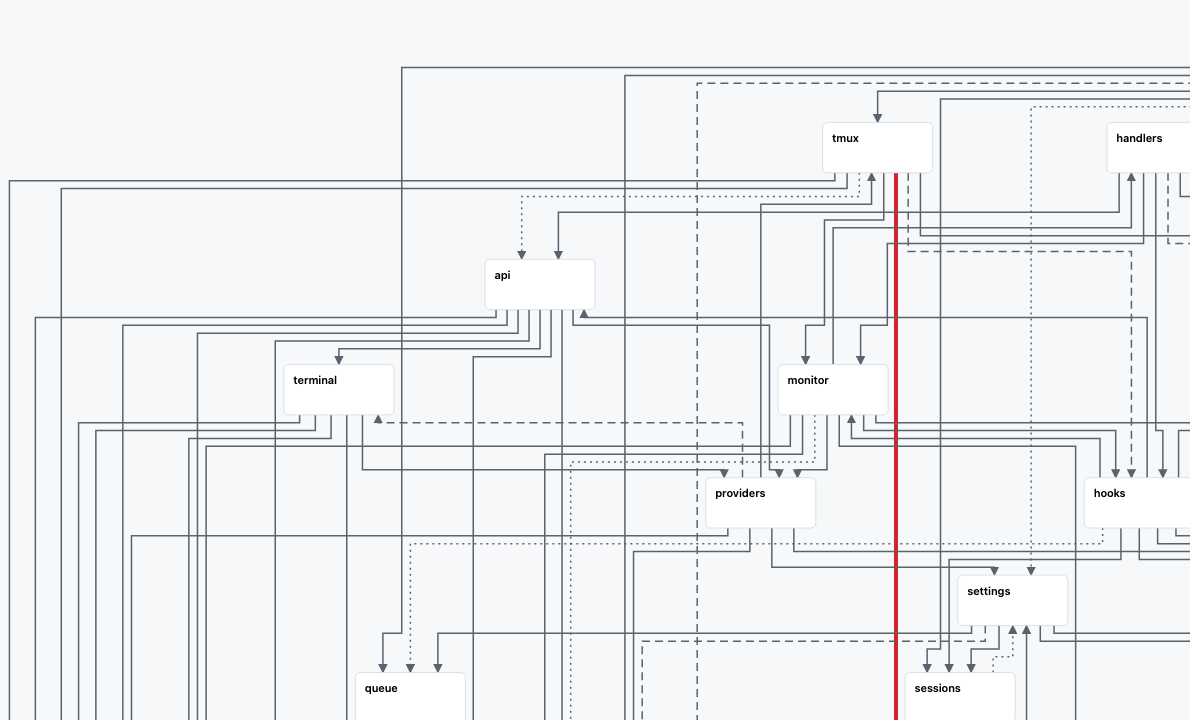 tmux
handlers
api
terminal
monitor
providers
hooks
settings
queue
sessions